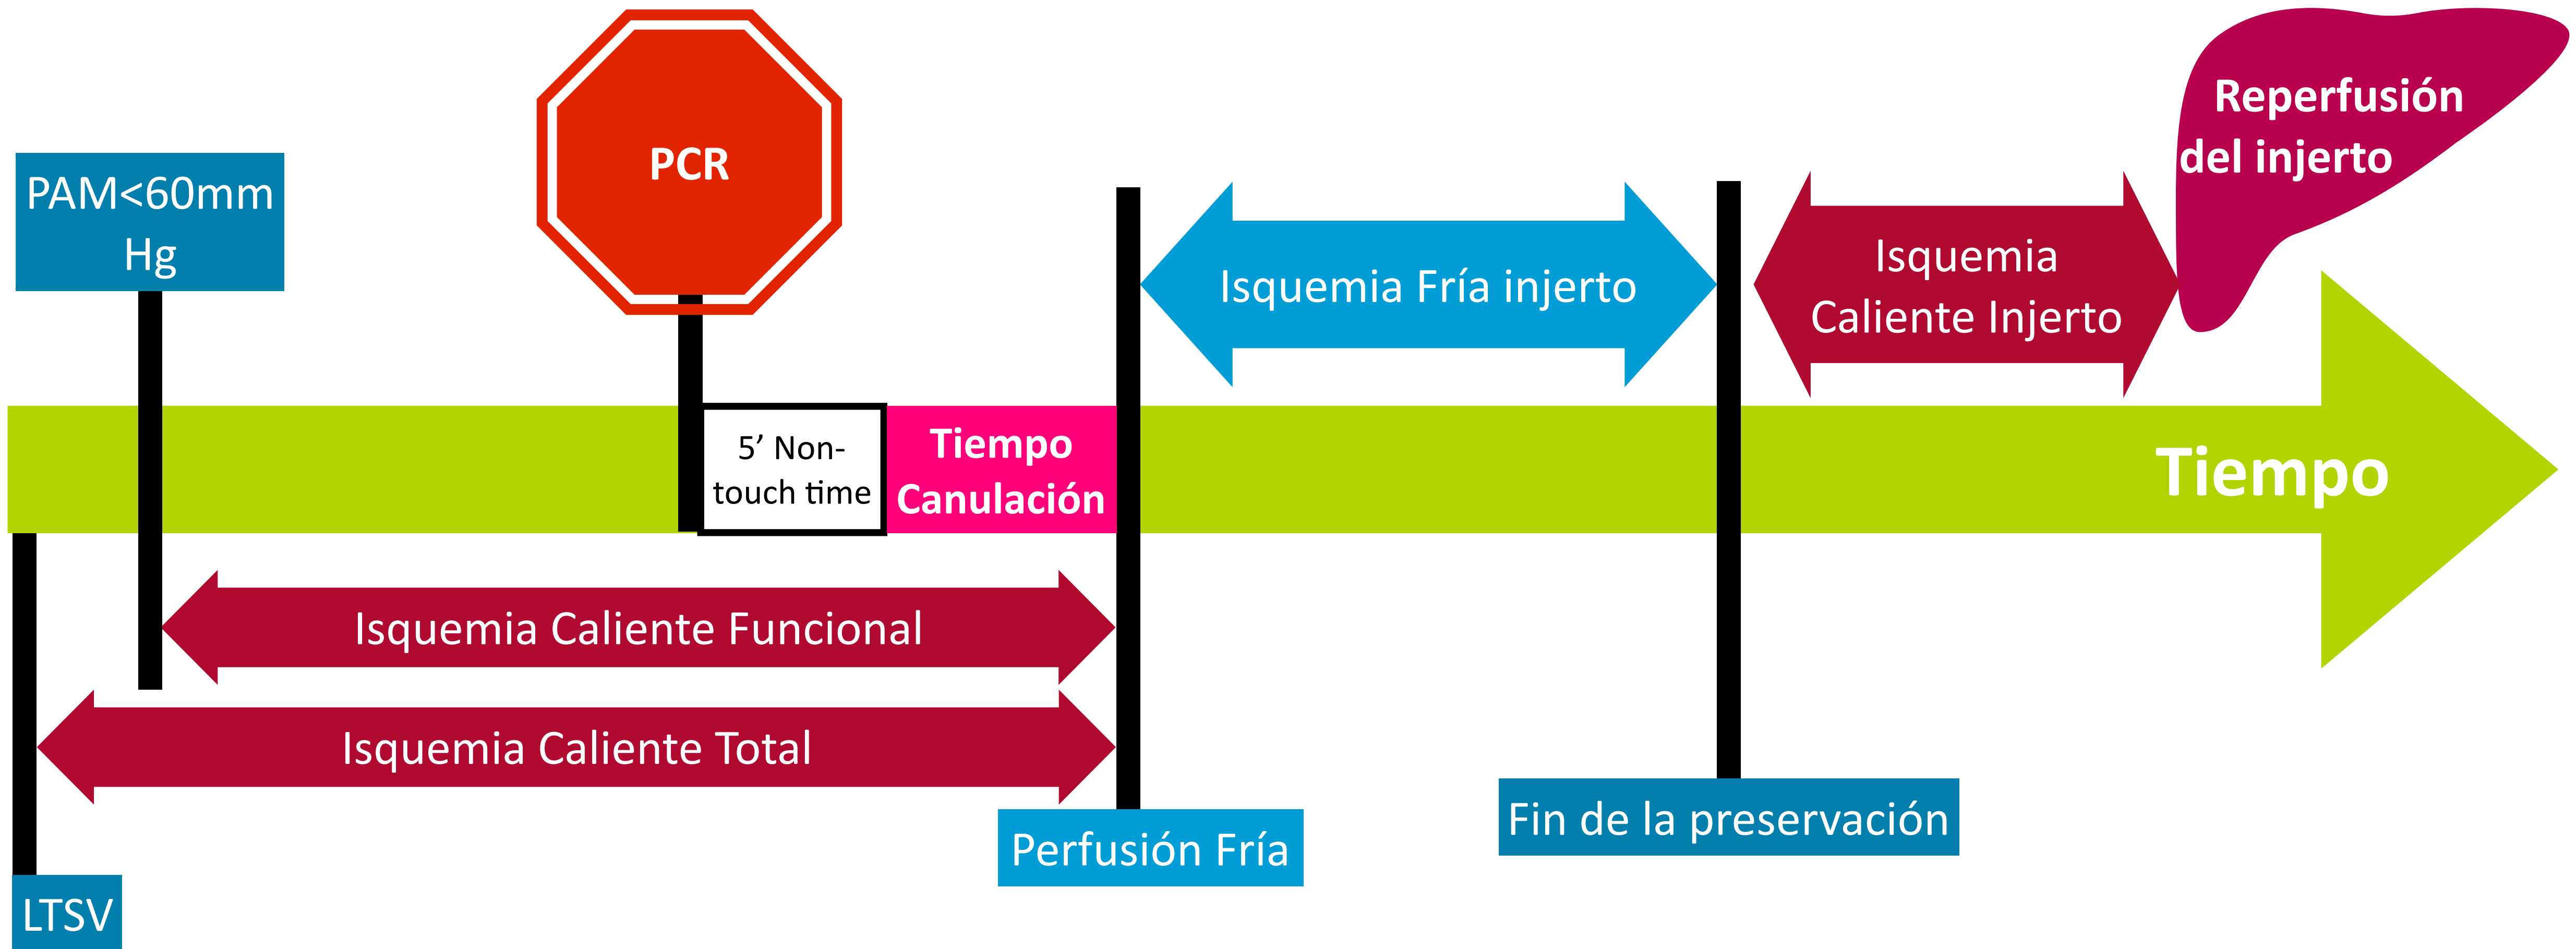 PAM<60mm
Hg
PCR
Reperfusión
del injerto
Isquemia Fría injerto
Isquemia
Caliente Injerto
5’ Non-
touch time
Tiempo
Canulación
Tiempo
Isquemia Caliente Funcional
Isquemia Caliente Total
Perfusión Fría
Fin de la preservación
LTSV